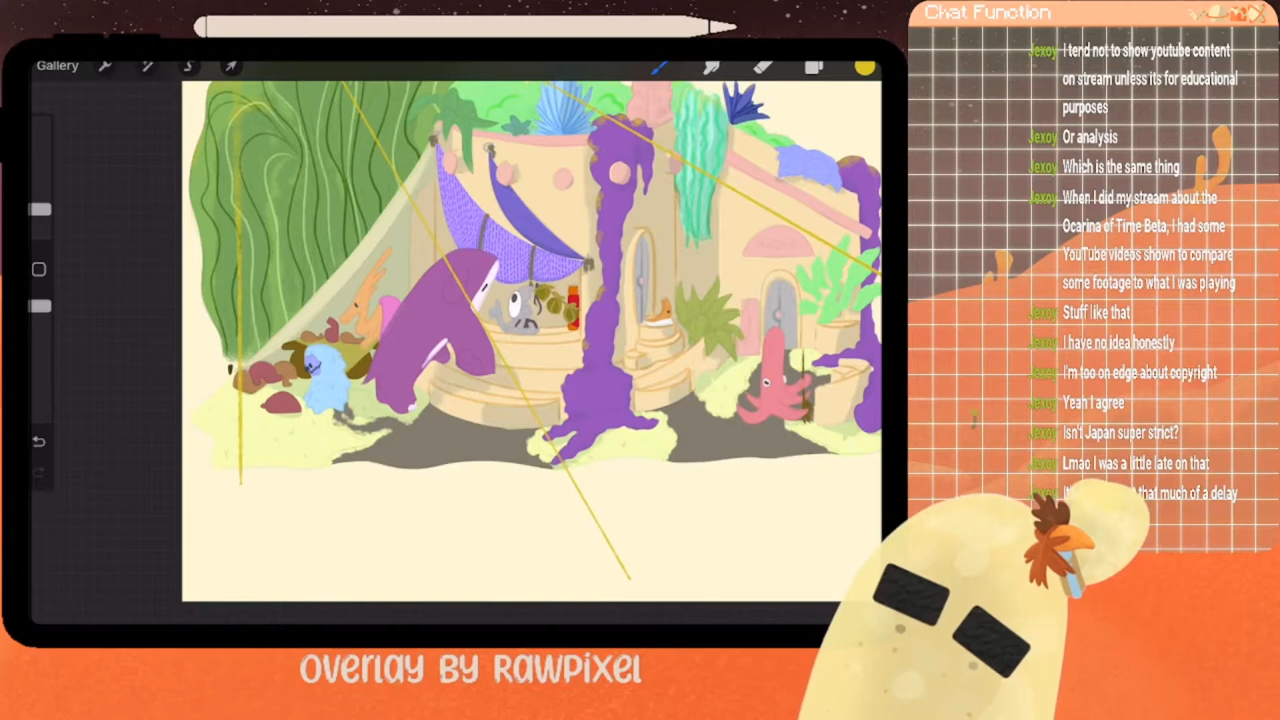 Chat Function
Gallery
Jexoy I tend not to show youtube content
on stream unless its for educational
purposes
Jexoy Or analysis
Jexoy Which is the same thing
Jexoy When I did my stream about the
Ocarina of Time Beta, I had some
YouTube videos shown to compare
some footage to what I was playing
Jexoy Stuff like that
Jexoy I have no idea honestly
Jexoy I'm too on edge about copyright
Jexoy Yeah I agree
Jexoy Isn't Japan super strict?
Jexoy Lmao I was a little late on that
that much of a delay
Overlay by Rawpixel